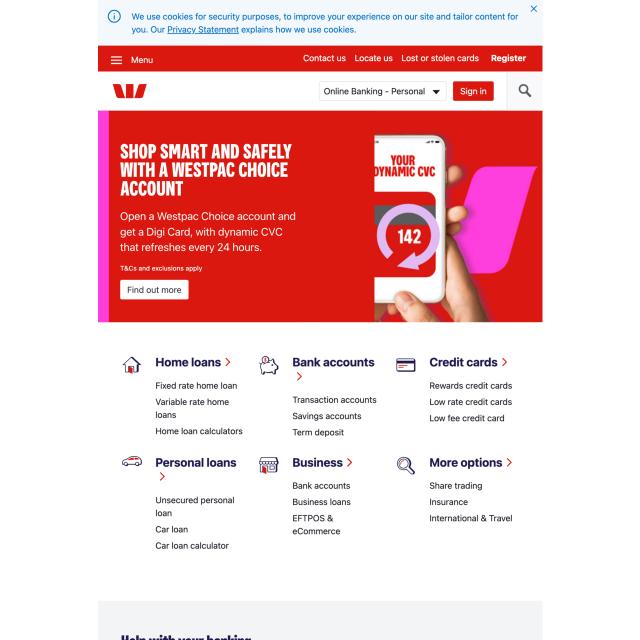 We use cookies for security purposes, to improve your experience on our site and tailor content for
you. Our Privacy Statement explains how we use cookies.
Menu
Contact us Locate us Lost or stolen cards Register
Online Banking - Personal Sign in
SHOP SMART AND SAFELY
WITH A WESTPAC CHOICE
ACCOUNT
Open a Westpac Choice account and
get a Digi Card, with dynamic CVC
that refreshes every 24 hours.
T&Cs and exclusions apply
Find out more
YOUR
DYNAMIC CVC
142
Home loans
Fixed rate home loan
Variable rate home
loans
Home loan calculators
Bank accounts
Transaction accounts
Savings accounts
Term deposit
Credit cards
Rewards credit cards
Low rate credit cards
Low fee credit card
Personal loans
Unsecured personal
loan
Car loan
Car loan calculator
Business
Bank accounts
Business loans
EFTPOS &
eCommerce
More options
Share trading
Insurance
International & Travel
Help with your banking